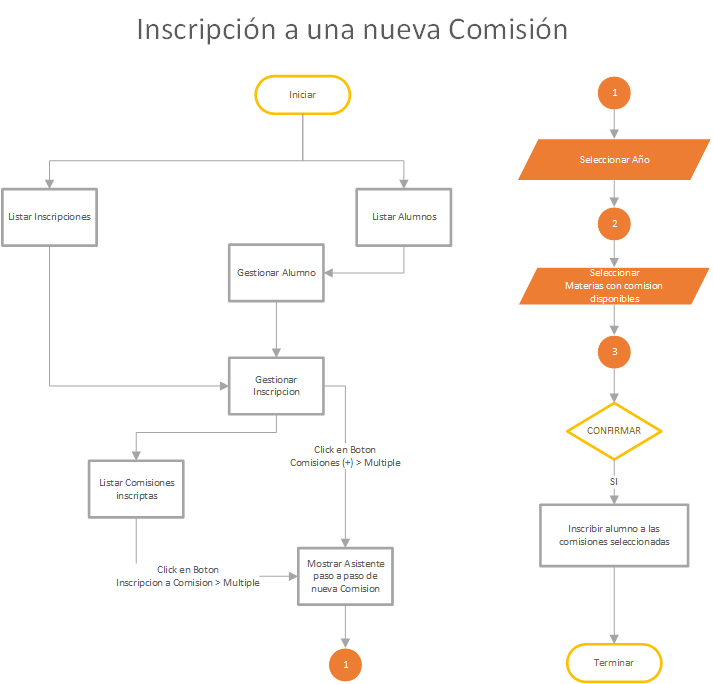 Inscripción a una nueva Comisión
Iniciar
Listar Inscripciones
Listar Alumnos
Gestionar Alumno
Gestionar
Inscripcion
Click en Boton
Comisiones (+) > Multiple
Listar Comisiones
inscriptas
Click en Boton
Inscripcion a Comision > Multiple
Mostrar Asistente
paso a paso de
nueva Comision
1
1
Seleccionar Año
2
Seleccionar
Materias con comision
disponibles
3
CONFIRMAR
SI
Inscribir alumno a las
comisiones seleccionadas
Terminar